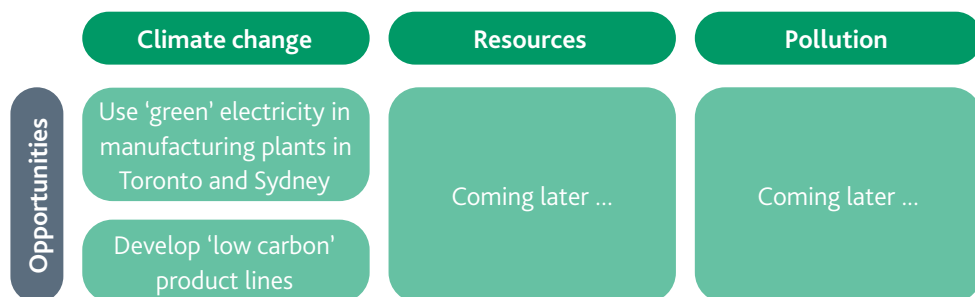 Climate change
Resources
Pollution
Opportunities
Use ‘green’ electricity in
manufacturing plants in
Toronto and Sydney
Develop ‘low carbon’
product lines
Coming later ...
Coming later ...